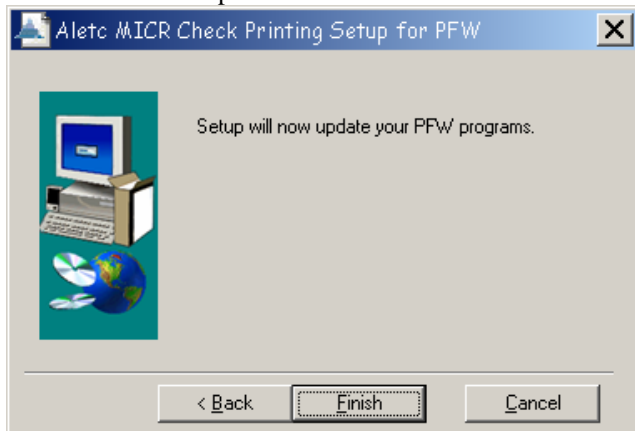 Aletc MICR Check Printing Setup for PFW
Setup will now update your PFW programs.
< Back Finish Cancel